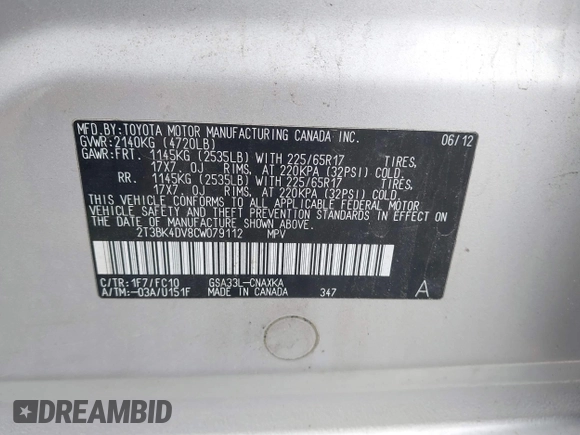 MFD.BY:TOYOTA MOTOR MANUFACTURING CANADA INC. 06/12
GVWR:2140KG (4720LB)
GAWR:FRT. 1145KG (2535LB) WITH 225/65R17 TIRES,
17X7. 0J RIMS, AT 220KPA (32PSI) COLD.
RR. 1145KG (2535LB) WITH 225/65R17 TIRES,
17X7. 0J RIMS, AT 220KPA (32PSI) COLD.
THIS VEHICLE CONFORMS TO ALL APPLICABLE FEDERAL MOTOR
VEHICLE SAFETY AND THEFT PREVENTION STANDARDS IN EFFECT ON
THE DATE OF MANUFACTURE SHOWN ABOVE.
2T3BK4DV8CW079112 MPV
C/TR:1F7/FC10 GSA33L-CNAXKA
A/TM:-03A/U151F MADE IN CANADA 347 A
DREAMBID